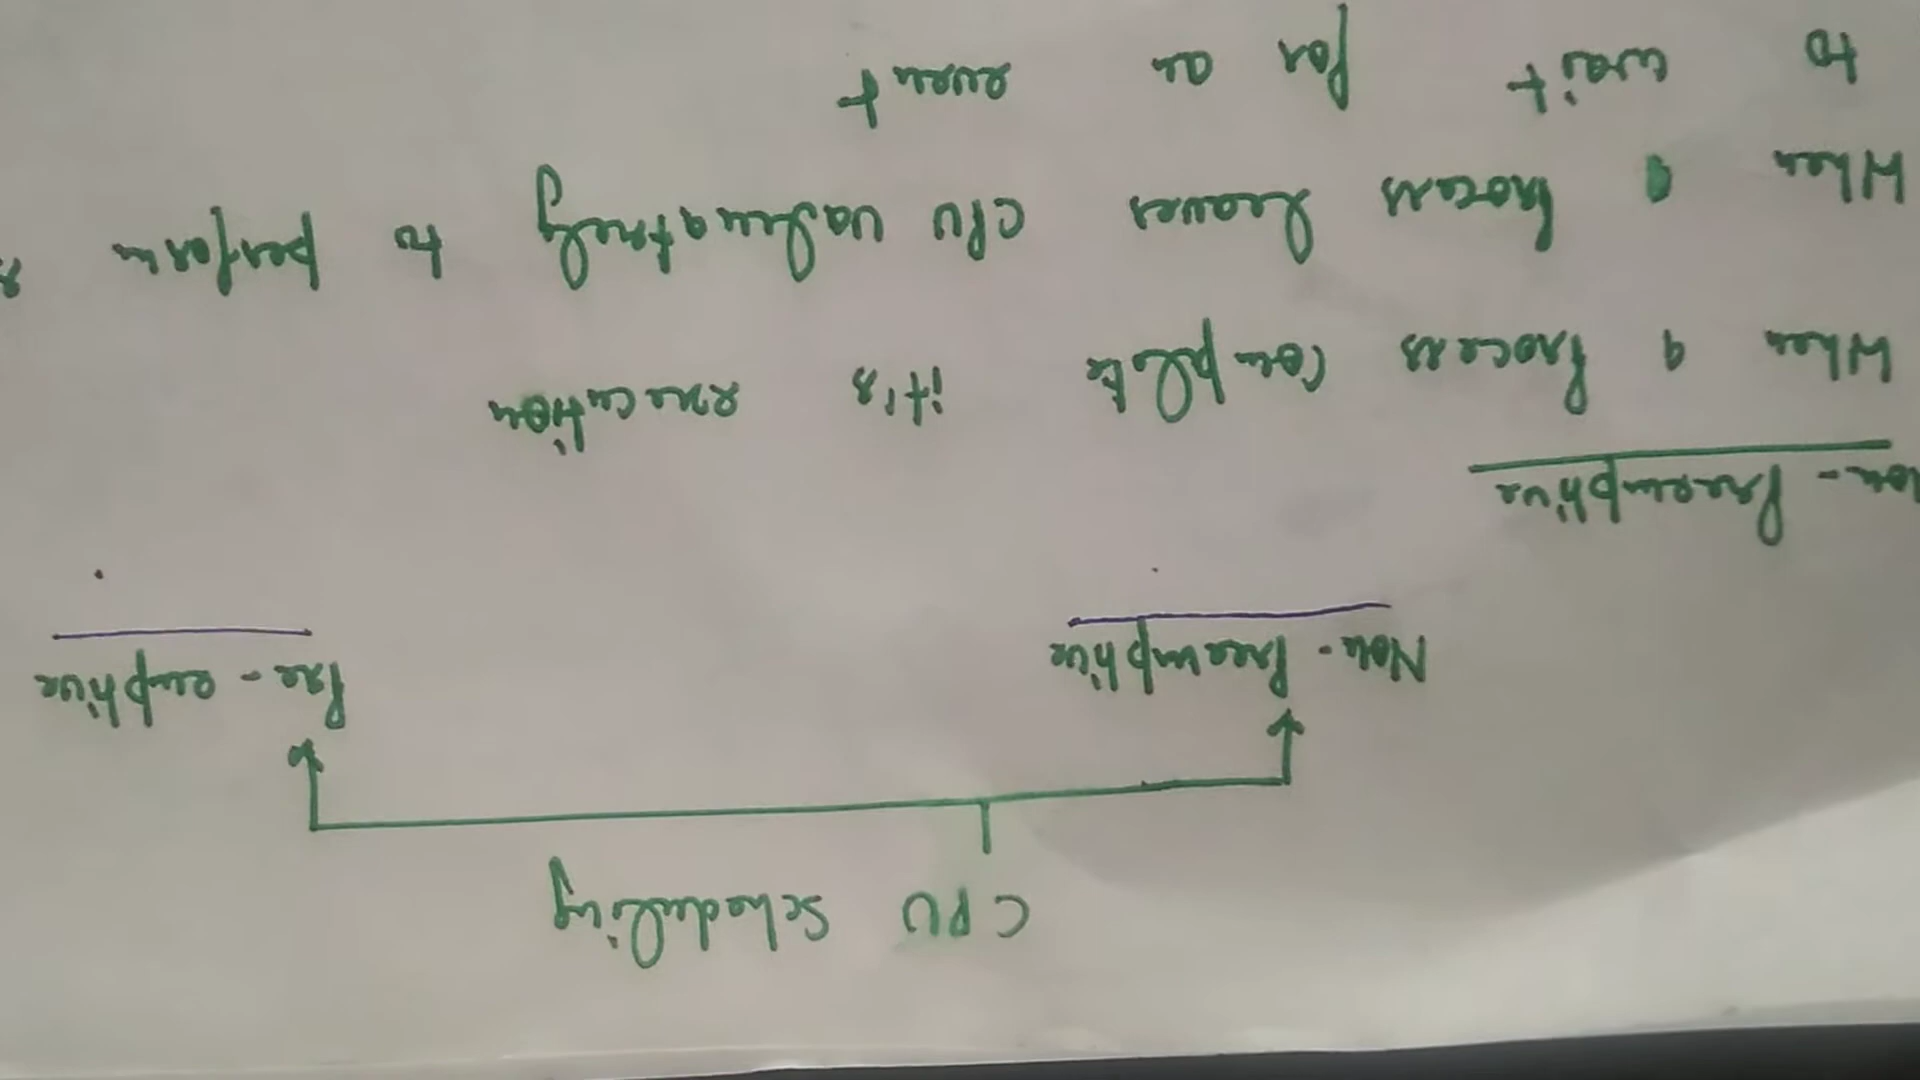 CPU Scheduling
Non-Preemptive Pre-emptive
Non-Preemptive
When a Process Complete it's execution
When a Process leaves CPU
to perform
to wait for an event